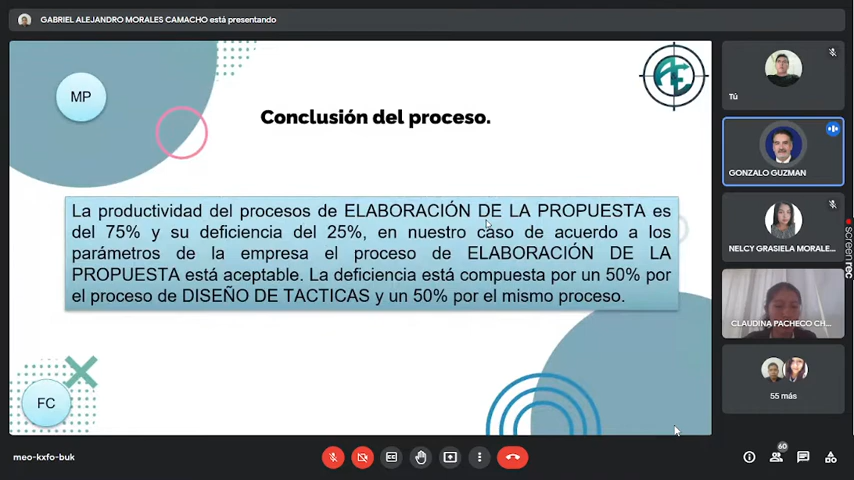 GABRIEL ALEJANDRO MORALES CAMACHO está presentando
MP
AE
Conclusión del proceso.
La productividad del procesos de ELABORACIÓN DE LA PROPUESTA es
del 75% y su deficiencia del 25%, en nuestro caso de acuerdo a los
parámetros de la empresa el proceso de ELABORACIÓN DE LA
PROPUESTA está aceptable. La deficiencia está compuesta por un 50% por
el proceso de DISEÑO DE TACTICAS y un 50% por el mismo proceso.
FC
Tú
GONZALO GUZMAN
NELCY GRASIELA MORALE...
CLAUDINA PACHECO CH...
55 más
screenrec
meo-kxfo-buk
60